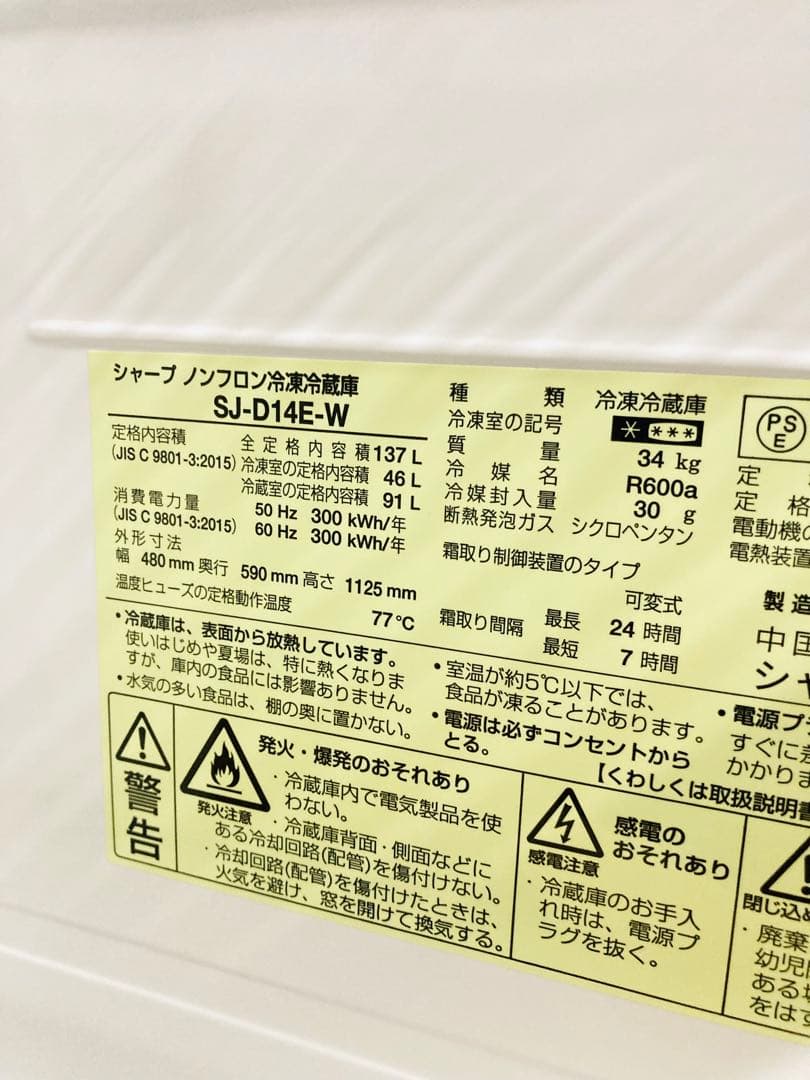 シャープ ノンフロン冷凍冷蔵庫
SJ-D14E-W
定格内容積
(JIS C 9801-3:2015)
全定格内容積 137 L
冷凍室の定格内容積 46 L
冷蔵室の定格内容積 91 L
消費電力量
(JIS C 9801-3:2015)
50 Hz 300 kWh/年
60 Hz 300 kWh/年
外形寸法
幅 480 mm 奥行 590 mm 高さ 1125 mm
温度ヒューズの定格動作温度
77℃
種類 冷凍冷蔵庫
冷凍室の記号 * ***
質量 34 kg
冷媒名 R600a
冷媒封入量 30 g
断熱発泡ガス シクロペンタン
霜取り制御装置のタイプ
可変式
霜取り間隔 最長 24 時間
最短 7 時間
PS
E
定
定格
電動機の
電熱装置
製造
中国
シャ
・冷蔵庫は、表面から放熱しています。
使いはじめや夏場は、特に熱くなりま
すが、庫内の食品には影響ありません。
・水気の多い食品は、棚の奥に置かない。
・室温が約5℃以下では、
食品が凍ることがあります。
・電源は必ずコンセントから
とる。
・電源プラ
すぐに差
かかりま
【くわしくは取扱説明書
警告
発火注意
発火・爆発のおそれあり
・冷蔵庫内で電気製品を使
わない。
・冷蔵庫背面・側面などに
ある冷却回路(配管)を傷付けない。
・冷却回路(配管)を傷付けたときは、
火気を避け、窓を開けて換気する。
感電注意
感電の
おそれあり
・冷蔵庫のお手入
れ時は、電源プ
ラグを抜く。
閉じ込め
・廃棄
幼児
ある場
をはず